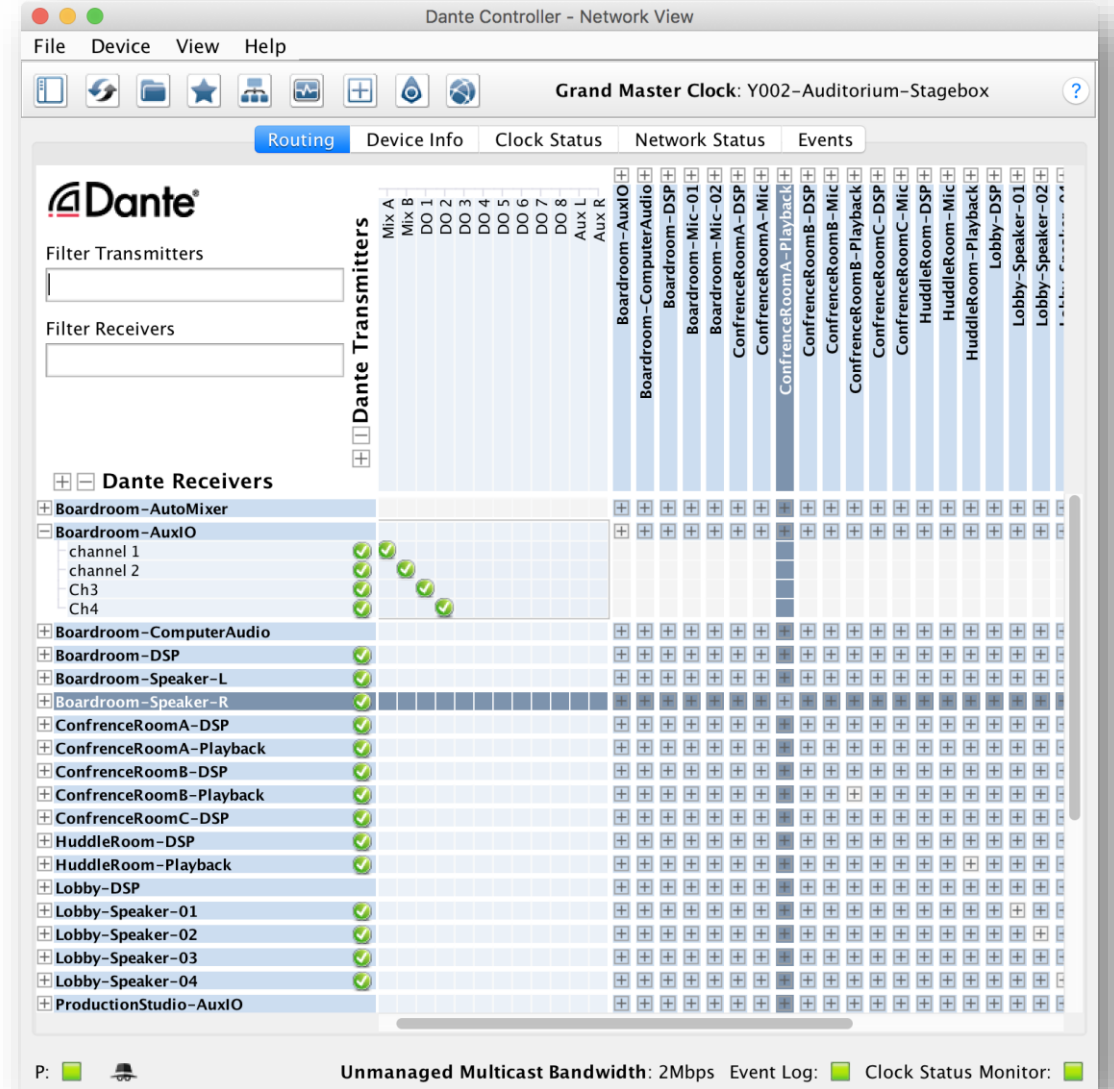 Dante Controller - Network View
File Device View Help
Grand Master Clock: Y002-Auditorium-Stagebox ?
Routing Device Info Clock Status Network Status Events
Dante®
Filter Transmitters
Filter Receivers
Dante Transmitters
Mix A
Mix B
DO 1
DO 2
DO 3
DO 4
DO 5
DO 6
DO 7
DO 8
Aux L
Aux R
Boardroom-AuxIO
Boardroom-ComputerAudio
Boardroom-DSP
Boardroom-Mic-01
Boardroom-Mic-02
ConfrenceRoomA-DSP
ConfrenceRoomA-Mic
ConfrenceRoomA-Playback
ConfrenceRoomB-DSP
ConfrenceRoomB-Mic
ConfrenceRoomB-Playback
ConfrenceRoomC-DSP
ConfrenceRoomC-Mic
HuddleRoom-DSP
HuddleRoom-Mic
HuddleRoom-Playback
Lobby-DSP
Lobby-Speaker-01
Lobby-Speaker-02
Dante Receivers
Boardroom-AutoMixer
Boardroom-AuxIO
channel 1
channel 2
Ch3
Ch4
Boardroom-ComputerAudio
Boardroom-DSP
Boardroom-Speaker-L
Boardroom-Speaker-R
ConfrenceRoomA-DSP
ConfrenceRoomA-Playback
ConfrenceRoomB-DSP
ConfrenceRoomB-Playback
ConfrenceRoomC-DSP
HuddleRoom-DSP
HuddleRoom-Playback
Lobby-DSP
Lobby-Speaker-01
Lobby-Speaker-02
Lobby-Speaker-03
Lobby-Speaker-04
ProductionStudio-AuxIO
P: Unmanaged Multicast Bandwidth: 2Mbps Event Log: Clock Status Monitor: